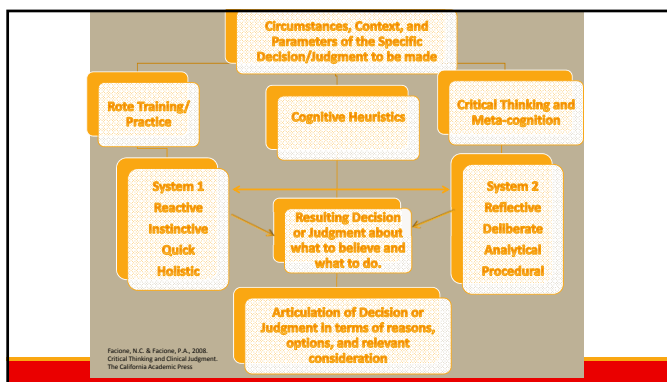 Circumstances, Context, and
Parameters of the Specific
Decision/Judgment to be made
Rote Training/
Practice
Cognitive Heuristics
Critical Thinking and
Meta-cognition
System 1
Reactive
Instinctive
Quick
Holistic
Resulting Decision
or Judgment about
what to believe and
what to do.
System 2
Reflective
Deliberate
Analytical
Procedural
Articulation of Decision or
Judgment in terms of reasons,
options, and relevant
consideration
Facione, N.C. & Facione, P.A., 2008.
Critical Thinking and Clinical Judgment.
The California Academic Press